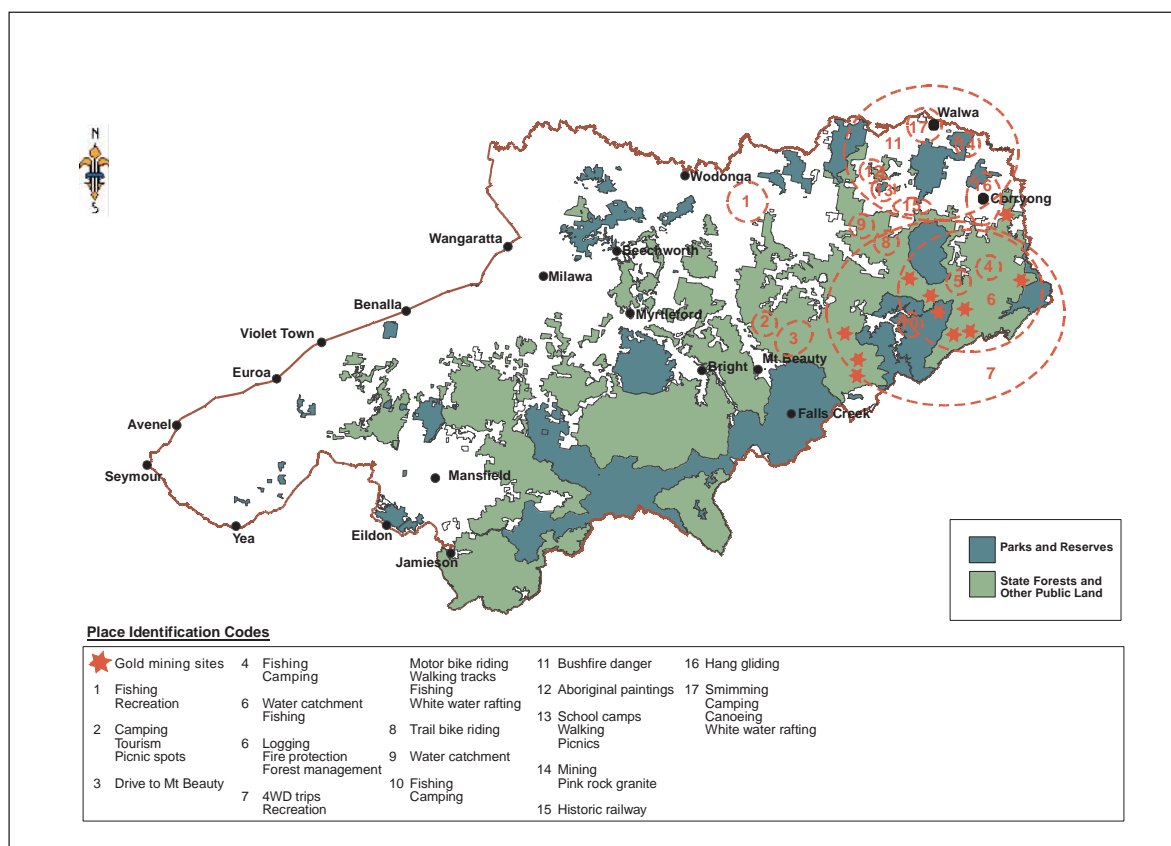 N
S
Walwa
17
11
14
12
13
16
Corryong
15
Wodonga
1
9
8
Wangaratta
Beechworth
Milawa
4
5
6
Benalla
Myrtleford
2
3
10
Violet Town
Mt Beauty
Bright
7
Euroa
Falls Creek
Avenel
Seymour
Mansfield
Yea
Eildon
Jamieson
Parks and Reserves
State Forests and
Other Public Land
Place Identification Codes
Gold mining sites
1 Fishing
Recreation
2 Camping
Tourism
Picnic spots
3 Drive to Mt Beauty
4 Fishing
Camping
6 Water catchment
Fishing
6 Logging
Fire protection
Forest management
7 4WD trips
Recreation
Motor bike riding
Walking tracks
Fishing
White water rafting
8 Trail bike riding
9 Water catchment
10 Fishing
Camping
11 Bushfire danger
12 Aboriginal paintings
13 School camps
Walking
Picnics
14 Mining
Pink rock granite
15 Historic railway
16 Hang gliding
17 Smimming
Camping
Canoeing
White water rafting